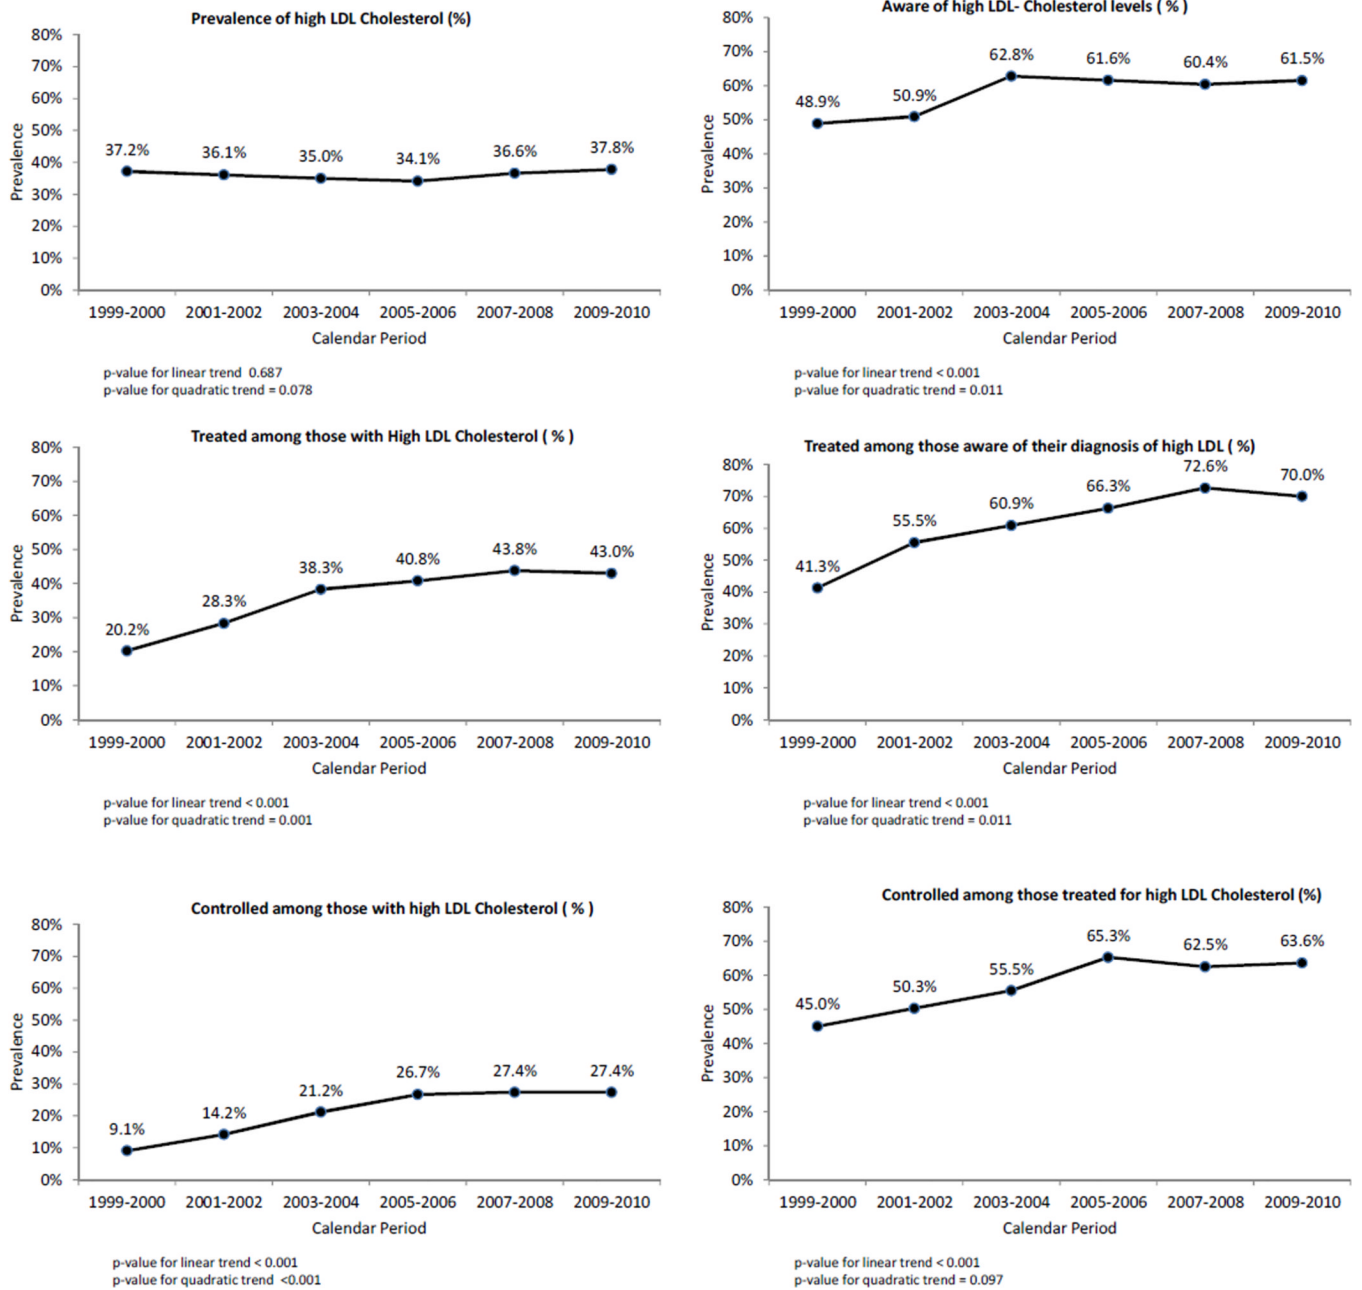 Prevalence of high LDL Cholesterol (%)
80%
70%
60%
50%
40%
30%
20%
10%
0%
Prevalence
37.2%
36.1%
35.0%
34.1%
36.6%
37.8%
1999-2000 2001-2002 2003-2004 2005-2006 2007-2008 2009-2010
Calendar Period
p-value for linear trend 0.687
p-value for quadratic trend = 0.078
Aware of high LDL- Cholesterol levels ( % )
80%
70%
60%
50%
40%
30%
20%
10%
0%
Prevalence
48.9%
50.9%
62.8%
61.6%
60.4%
61.5%
1999-2000 2001-2002 2003-2004 2005-2006 2007-2008 2009-2010
Calendar Period
p-value for linear trend < 0.001
p-value for quadratic trend = 0.011
Treated among those with High LDL Cholesterol ( % )
80%
70%
60%
50%
40%
30%
20%
10%
0%
Prevalence
20.2%
28.3%
38.3%
40.8%
43.8%
43.0%
1999-2000 2001-2002 2003-2004 2005-2006 2007-2008 2009-2010
Calendar Period
p-value for linear trend < 0.001
p-value for quadratic trend = 0.001
Treated among those aware of their diagnosis of high LDL ( %)
80%
70%
60%
50%
40%
30%
20%
10%
0%
Prevalence
41.3%
55.5%
60.9%
66.3%
72.6%
70.0%
1999-2000 2001-2002 2003-2004 2005-2006 2007-2008 2009-2010
Calendar Period
p-value for linear trend < 0.001
p-value for quadratic trend = 0.011
Controlled among those with high LDL Cholesterol ( % )
80%
70%
60%
50%
40%
30%
20%
10%
0%
Prevalence
9.1%
14.2%
21.2%
26.7%
27.4%
27.4%
1999-2000 2001-2002 2003-2004 2005-2006 2007-2008 2009-2010
Calendar Period
p-value for linear trend < 0.001
p-value for quadratic trend <0.001
Controlled among those treated for high LDL Cholesterol (%)
80%
70%
60%
50%
40%
30%
20%
10%
0%
Prevalence
45.0%
50.3%
55.5%
65.3%
62.5%
63.6%
1999-2000 2001-2002 2003-2004 2005-2006 2007-2008 2009-2010
Calendar Period
p-value for linear trend < 0.001
p-value for quadratic trend = 0.097